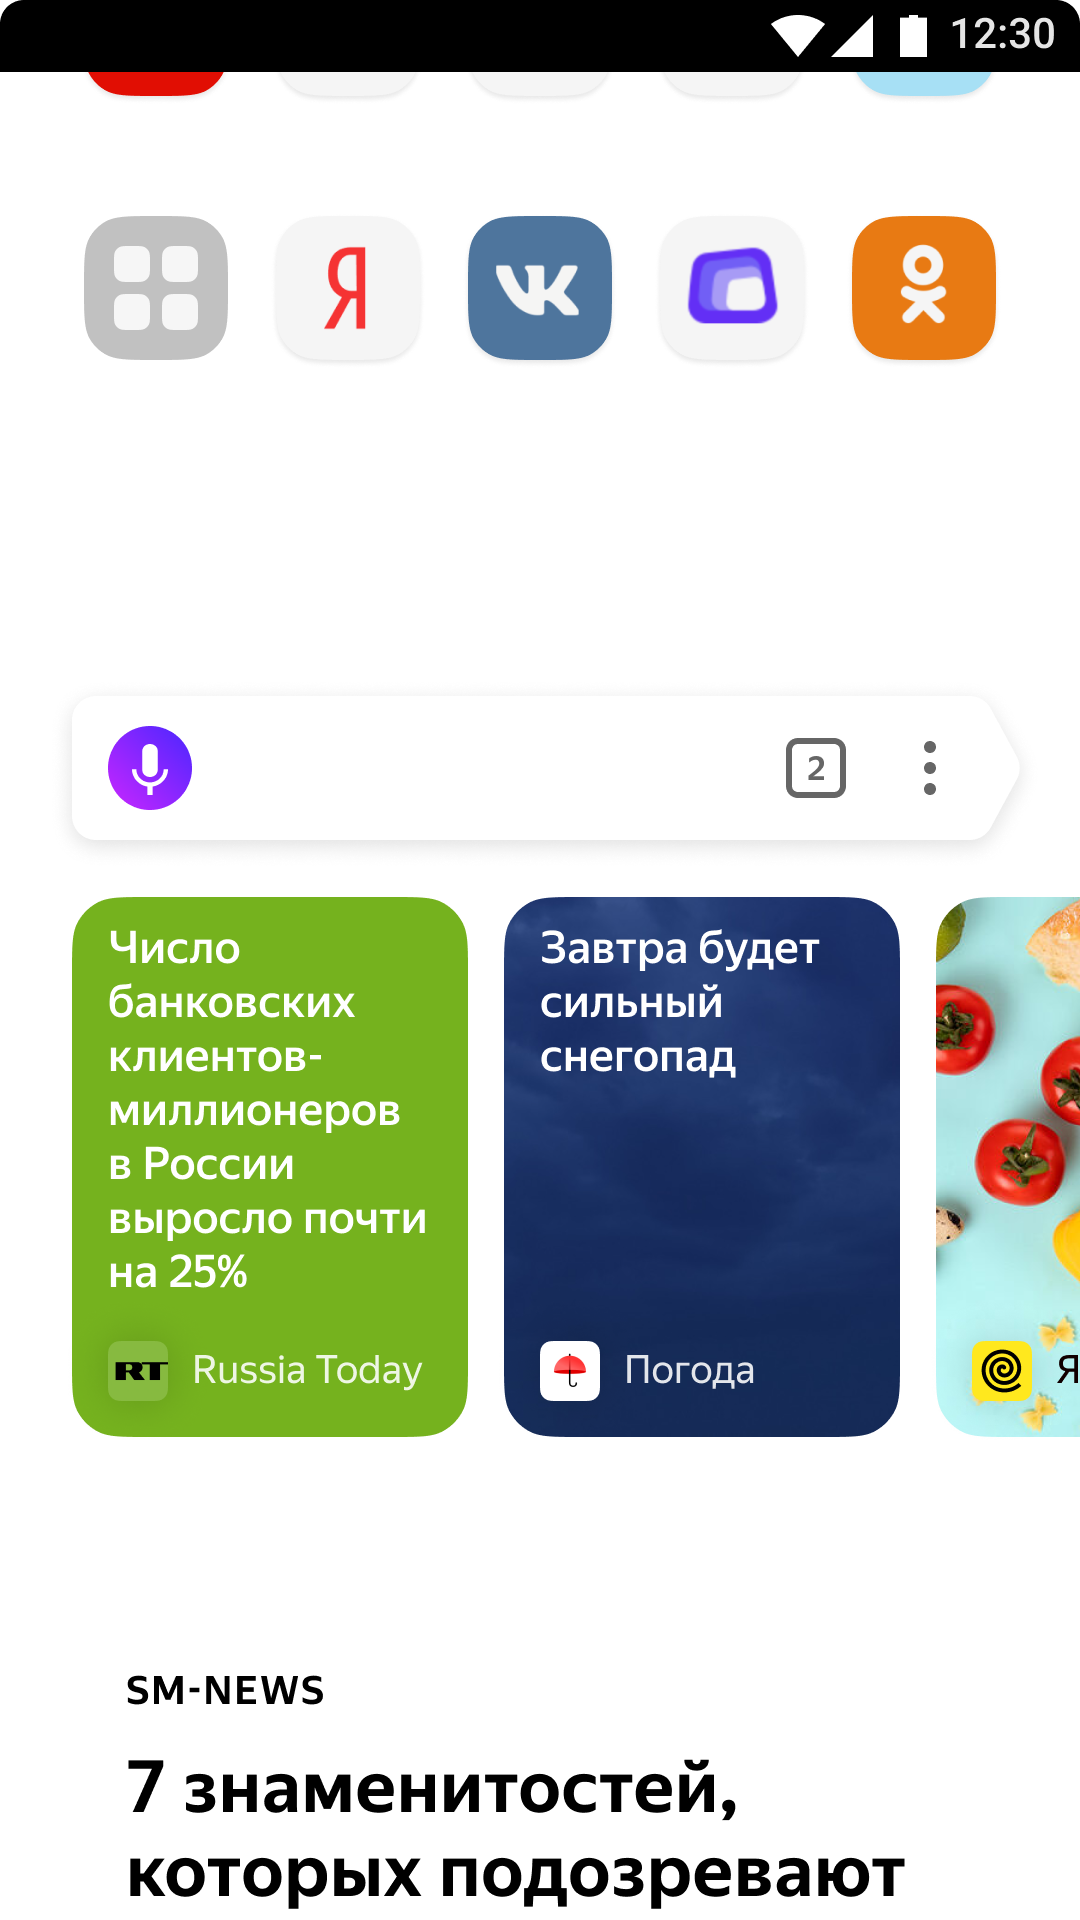 12:30
Я
2
Число
банковских
клиентов-
миллионеров
в России
выросло почти
на 25%
RT Russia Today
Завтра будет
сильный
снегопад
Погода
Я
SM-NEWS
7 знаменитостей,
которых подозревают